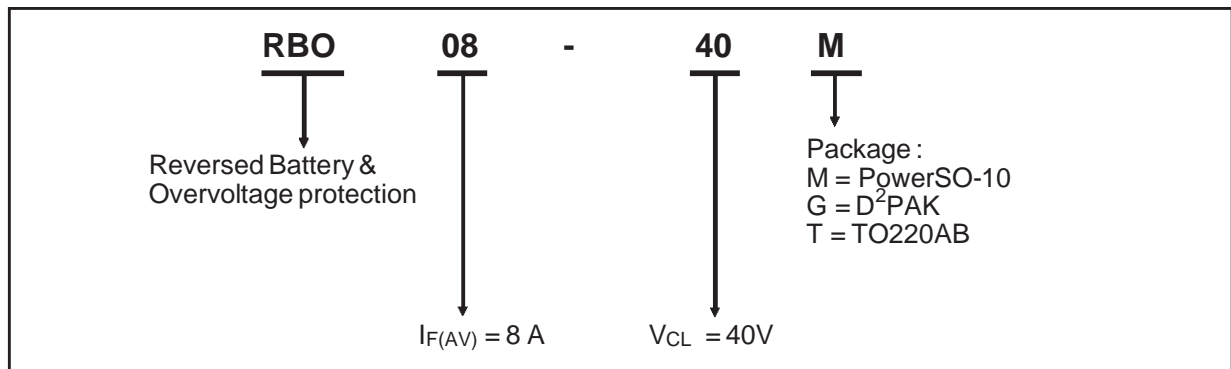 RBO 08 - 40 M
Reversed Battery &
Overvoltage protection
Package :
M = PowerSO-10
G = D²PAK
T = TO220AB
IF(AV) = 8 A
VCL = 40V